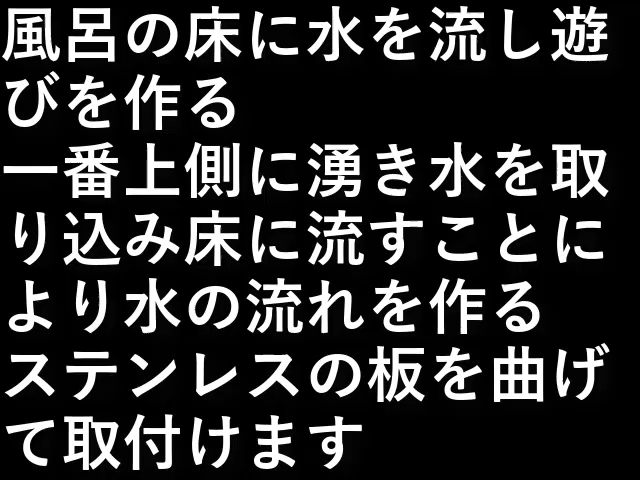 風呂の床に水を流し遊
びを作る
一番上側に湧き水を取
り込み床に流すことに
より水の流れを作る
ステンレスの板を曲げ
て取付けます